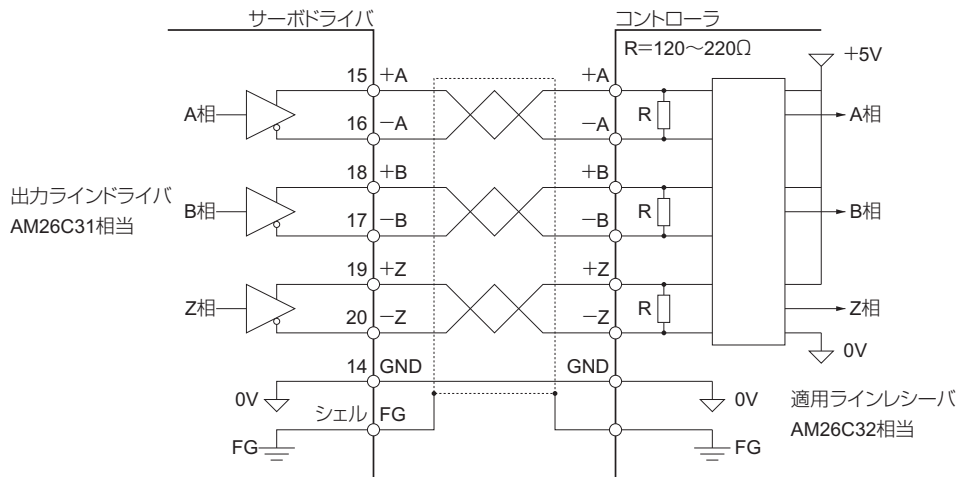 サーボドライバ
コントローラ
R=120～220Ω
+5V
15 +A
+A
A相
R
A相
16 −A
−A
18 +B
+B
出力ラインドライバ
AM26C31相当
B相
R
B相
17 −B
−B
19 +Z
+Z
Z相
R
Z相
20 −Z
−Z
0V
14 GND
GND
0V
0V
適用ラインレシーバ
AM26C32相当
シェル FG
FG
FG